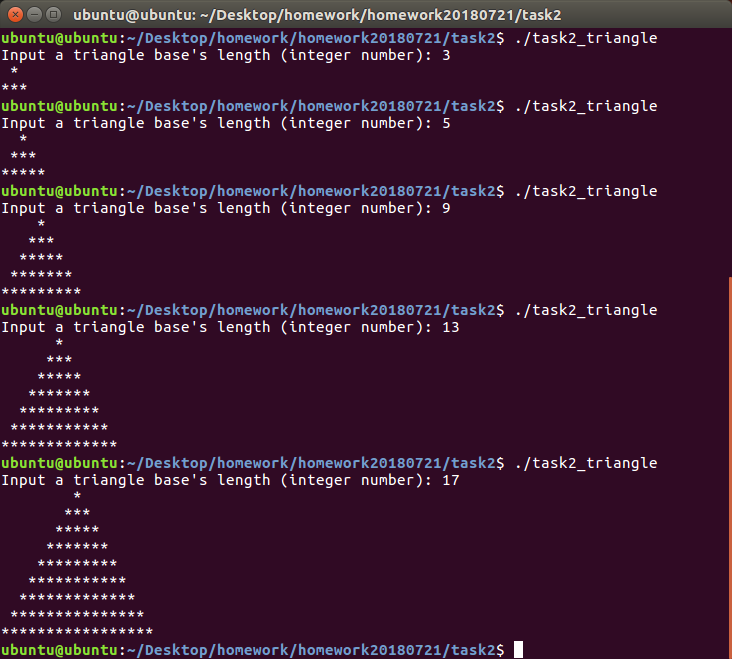 ubuntu@ubuntu: ~/Desktop/homework/homework20180721/task2
ubuntu@ubuntu:~/Desktop/homework/homework20180721/task2$ ./task2_triangle
Input a triangle base's length (integer number): 3
 *
***
ubuntu@ubuntu:~/Desktop/homework/homework20180721/task2$ ./task2_triangle
Input a triangle base's length (integer number): 5
  *
 ***
*****
ubuntu@ubuntu:~/Desktop/homework/homework20180721/task2$ ./task2_triangle
Input a triangle base's length (integer number): 9
    *
   ***
  *****
 *******
*********
ubuntu@ubuntu:~/Desktop/homework/homework20180721/task2$ ./task2_triangle
Input a triangle base's length (integer number): 13
      *
     ***
    *****
   *******
  *********
 ***********
*************
ubuntu@ubuntu:~/Desktop/homework/homework20180721/task2$ ./task2_triangle
Input a triangle base's length (integer number): 17
        *
       ***
      *****
     *******
    *********
   ***********
  *************
 ***************
*****************
ubuntu@ubuntu:~/Desktop/homework/homework20180721/task2$